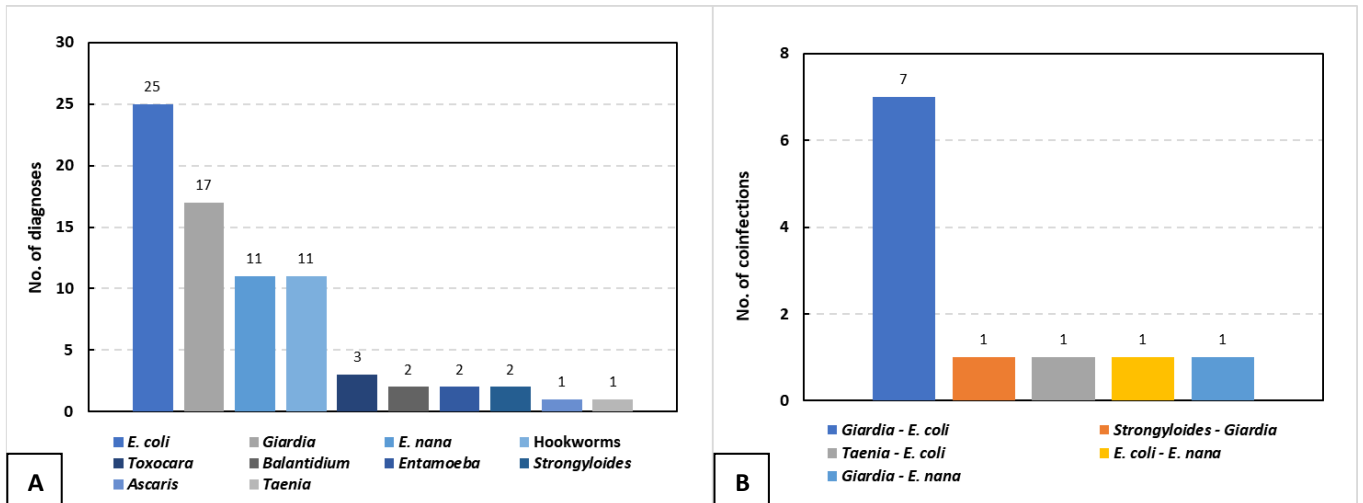 30
25
20
15
10
5
0
No. of diagnoses
25
17
11
11
3
2
2
2
1
1
E. coli Giardia E. nana Hookworms
Toxocara Balantidium Entamoeba Strongyloides
Ascaris Taenia
A
8
6
4
2
0
No. of coinfections
7
1
1
1
1
Giardia - E. coli Strongyloides - Giardia
Taenia - E. coli E. coli - E. nana
Giardia - E. nana
B